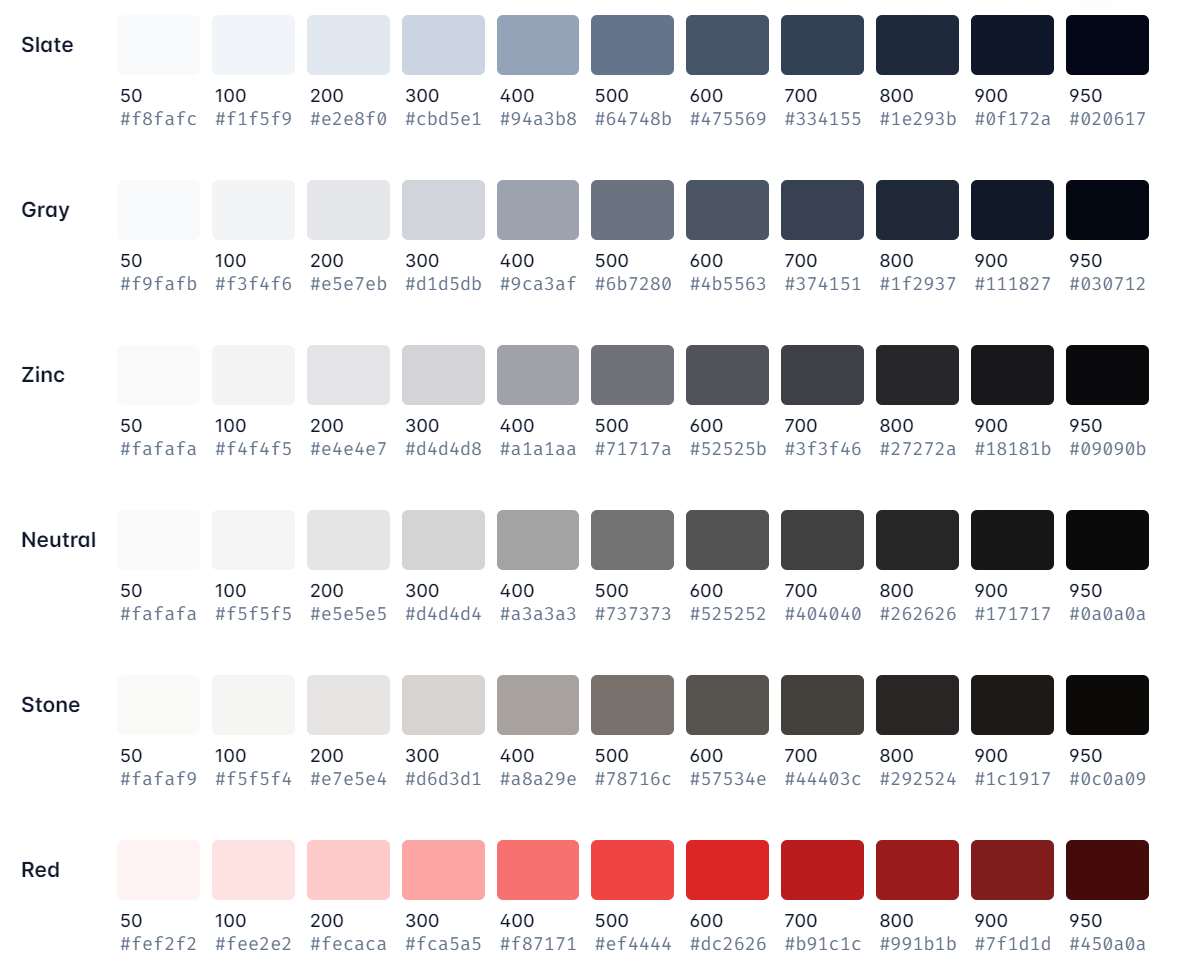 Slate
50 100 200 300 400 500 600 700 800 900 950
#f8fafc #f1f5f9 #e2e8f0 #cbd5e1 #94a3b8 #64748b #475569 #334155 #1e293b #0f172a #020617
Gray
50 100 200 300 400 500 600 700 800 900 950
#f9fafb #f3f4f6 #e5e7eb #d1d5db #9ca3af #6b7280 #4b5563 #374151 #1f2937 #111827 #030712
Zinc
50 100 200 300 400 500 600 700 800 900 950
#fafafa #f4f4f5 #e4e4e7 #d4d4d8 #a1a1aa #71717a #52525b #3f3f46 #27272a #18181b #09090b
Neutral
50 100 200 300 400 500 600 700 800 900 950
#fafafa #f5f5f5 #e5e5e5 #d4d4d4 #a3a3a3 #737373 #525252 #404040 #262626 #171717 #0a0a0a
Stone
50 100 200 300 400 500 600 700 800 900 950
#fafaf9 #f5f5f4 #e7e5e4 #d6d3d1 #a8a29e #78716c #57534e #44403c #292524 #1c1917 #0c0a09
Red
50 100 200 300 400 500 600 700 800 900 950
#fef2f2 #fee2e2 #fecaca #fca5a5 #f87171 #ef4444 #dc2626 #b91c1c #991b1b #7f1d1d #450a0a